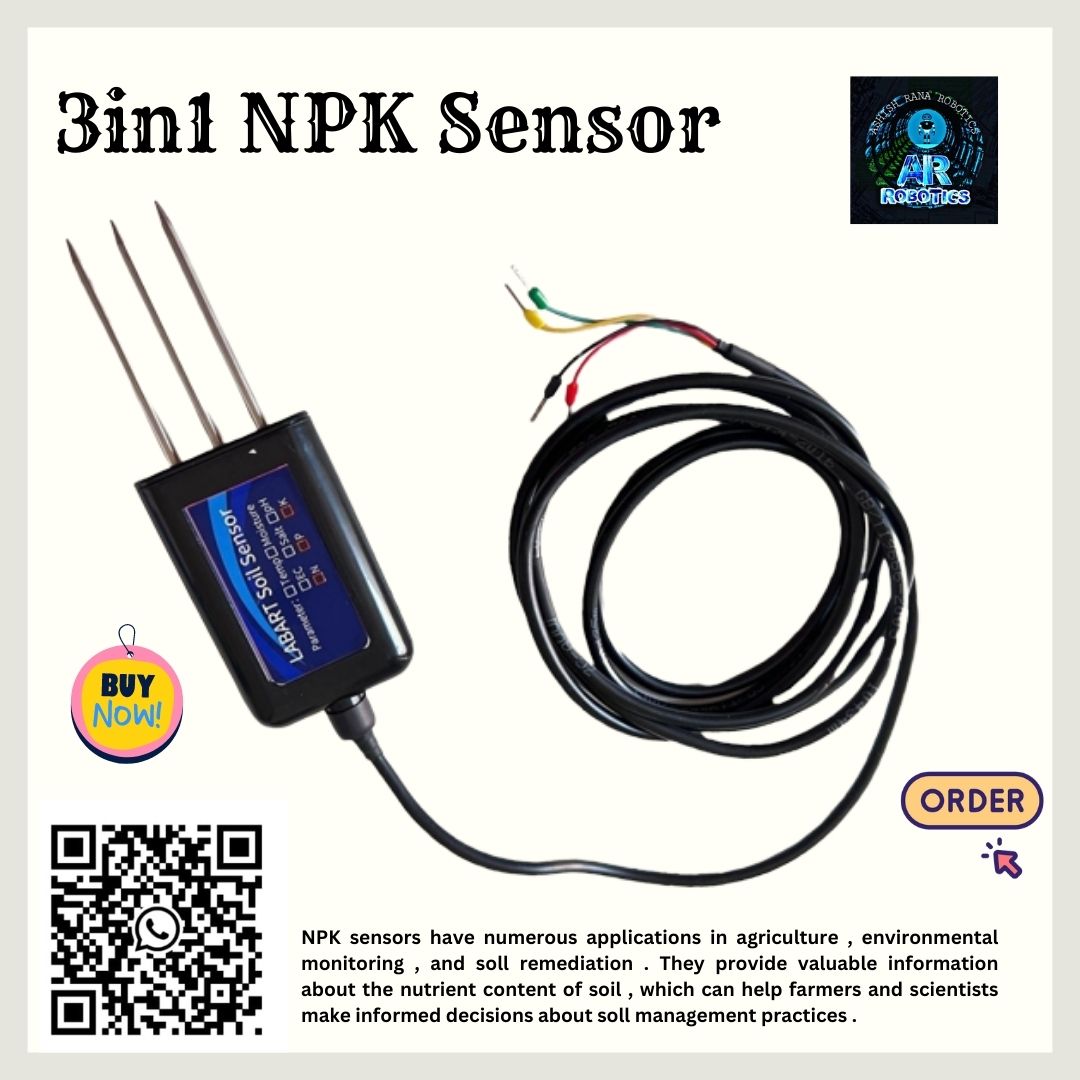 3in1 NPK Sensor
ASHISH RANA ROBOTICS
AR
ROBOTICS
LABART Soil Sensor
Parameter: Temp Moisture
EC Salt pH
N P K
BUY
Now!
ORDER
NPK sensors have numerous applications in agriculture , environmental
monitoring , and soll remediation . They provide valuable information
about the nutrient content of soil , which can help farmers and scientists
make informed decisions about soll management practices .